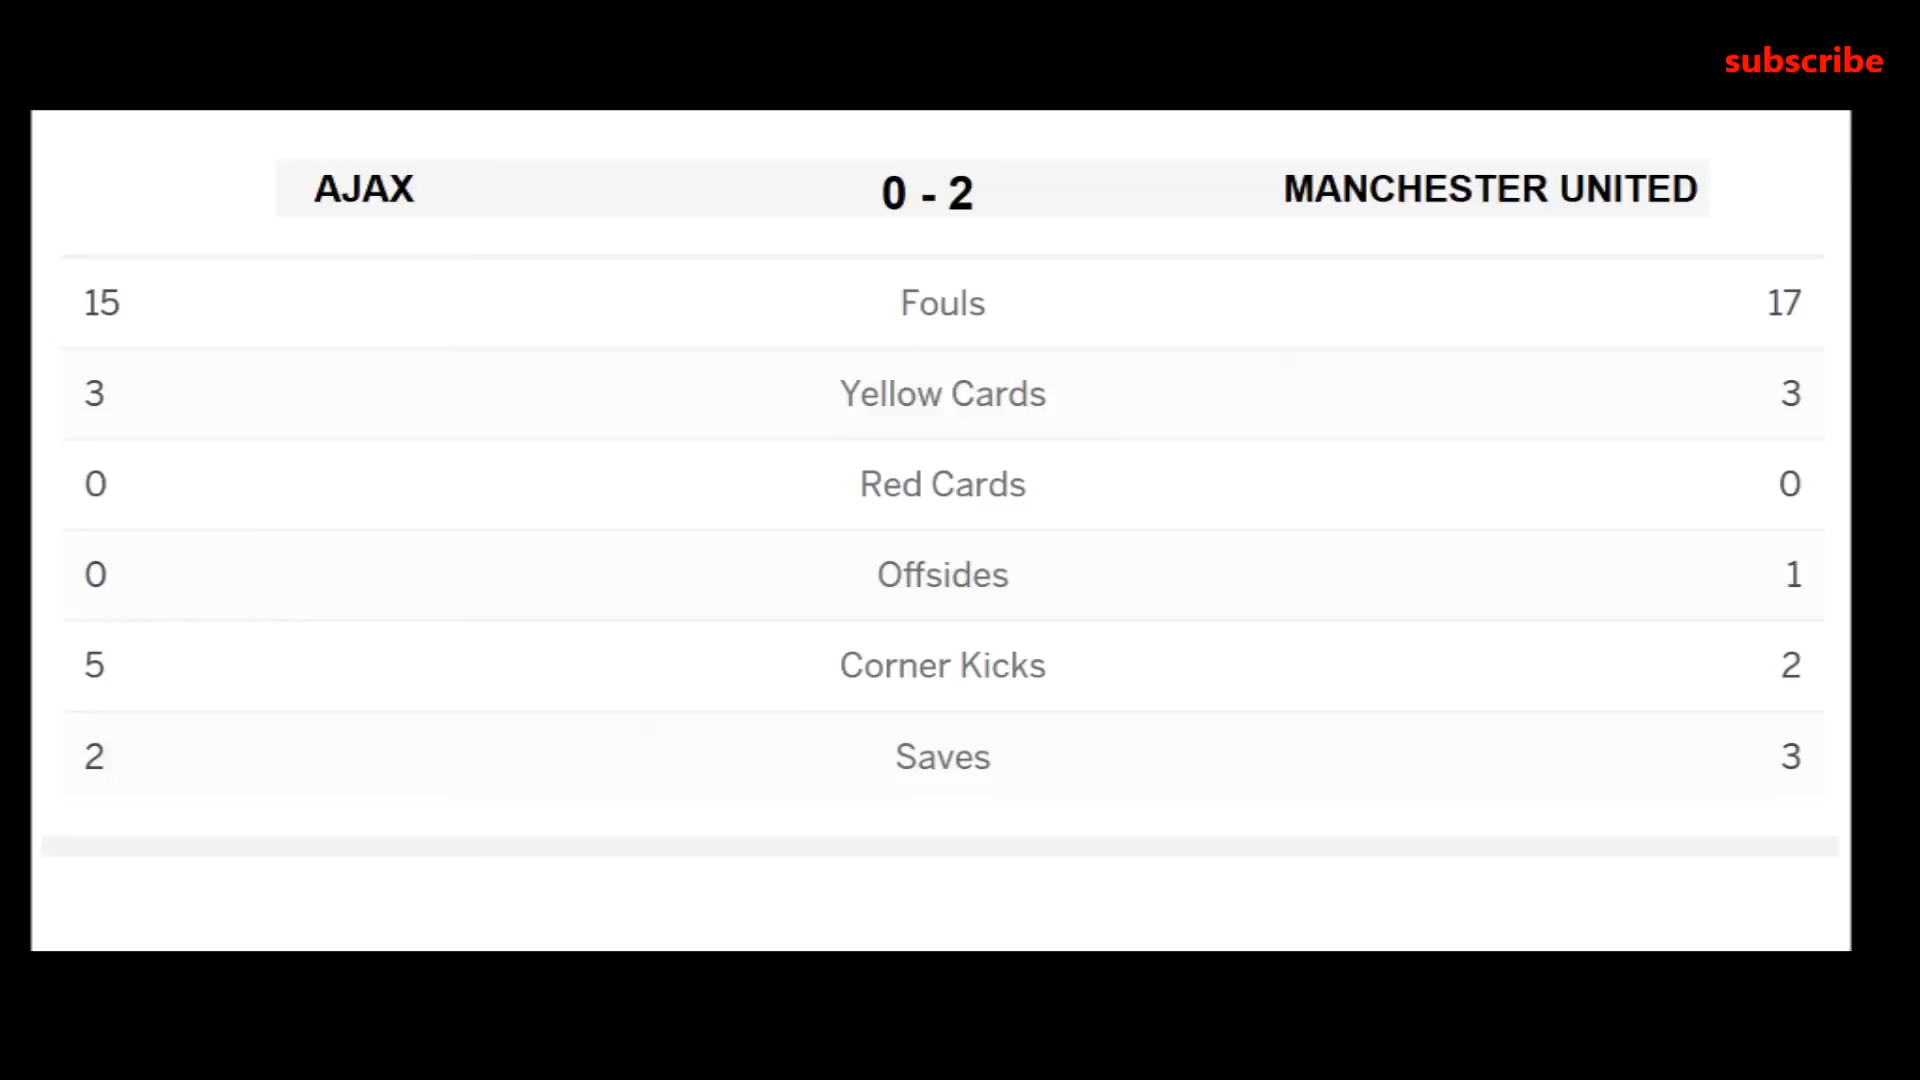 subscribe
AJAX 0 - 2 MANCHESTER UNITED
15 Fouls 17
3 Yellow Cards 3
0 Red Cards 0
0 Offsides 1
5 Corner Kicks 2
2 Saves 3